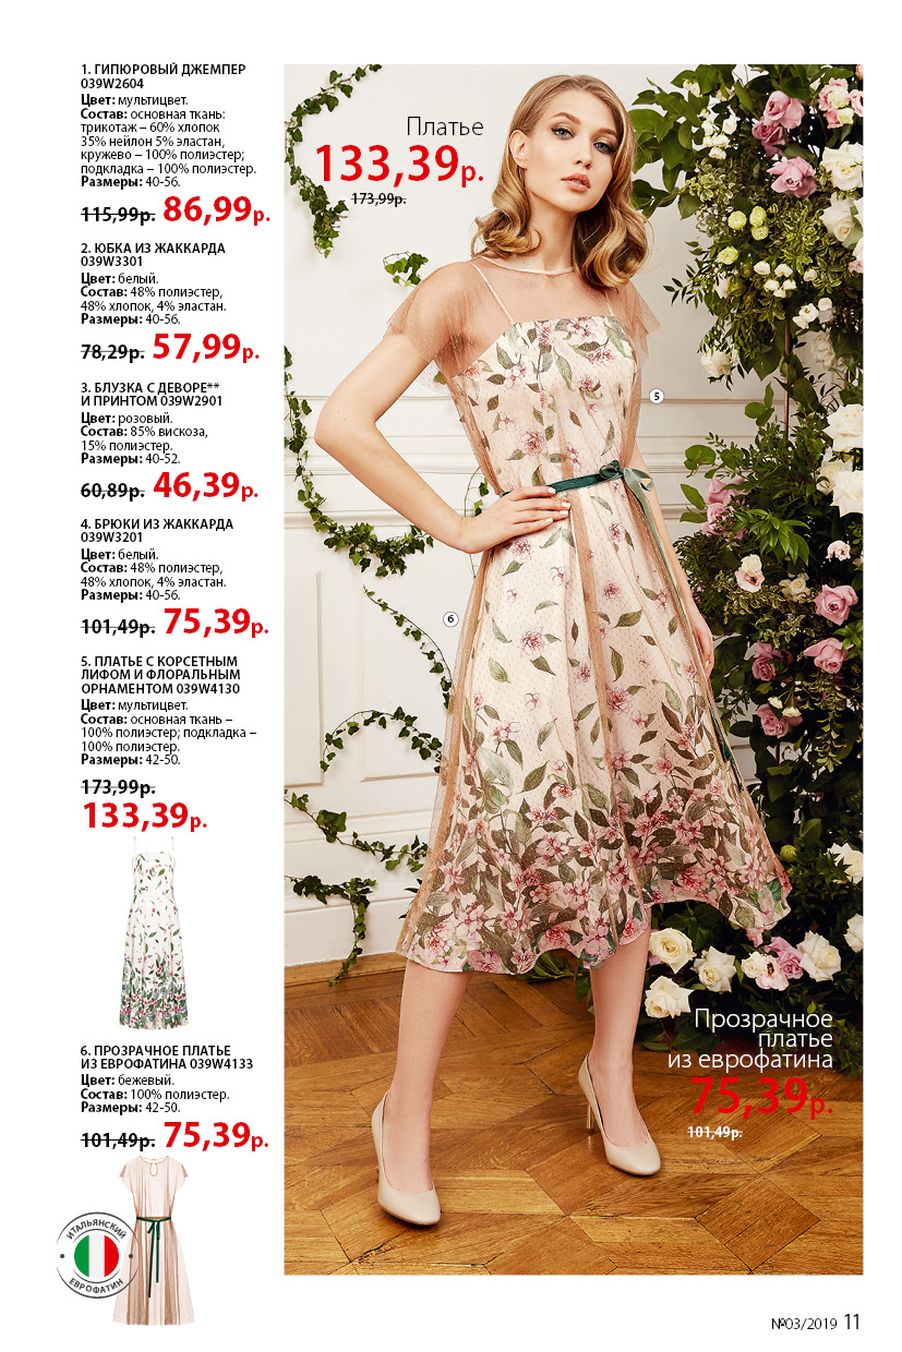 1. ГИПЮРОВЫЙ ДЖЕМПЕР
039W2604
Цвет: мультицвет.
Состав: основная ткань:
трикотаж – 60% хлопок
35% нейлон 5% эластан,
кружево – 100% полиэстер;
подкладка – 100% полиэстер.
Размеры: 40-56.
115,99р. 86,99р.
2. ЮБКА ИЗ ЖАККАРДА
039W3301
Цвет: белый.
Состав: 48% полиэстер,
48% хлопок, 4% эластан.
Размеры: 40-56.
78,29р. 57,99р.
3. БЛУЗКА С ДЕВОРЕ**
И ПРИНТОМ 039W2901
Цвет: розовый.
Состав: 85% вискоза,
15% полиэстер.
Размеры: 40-52.
60,89р. 46,39р.
4. БРЮКИ ИЗ ЖАККАРДА
039W3201
Цвет: белый.
Состав: 48% полиэстер,
48% хлопок, 4% эластан.
Размеры: 40-56.
101,49р. 75,39р.
5. ПЛАТЬЕ С КОРСЕТНЫМ
ЛИФОМ И ФЛОРАЛЬНЫМ
ОРНАМЕНТОМ 039W4130
Цвет: мультицвет.
Состав: основная ткань –
100% полиэстер; подкладка –
100% полиэстер.
Размеры: 42-50.
173,99р.
133,39р.
6. ПРОЗРАЧНОЕ ПЛАТЬЕ
ИЗ ЕВРОФАТИНА 039W4133
Цвет: бежевый.
Состав: 100% полиэстер.
Размеры: 42-50.
101,49р. 75,39р.
ИТАЛЬЯНСКИЙ
ЕВРОФАТИН
Платье
133,39р.
173,99р.
5
6
Прозрачное
платье
из еврофатина
75,39р.
101,49р.
№03/2019 11